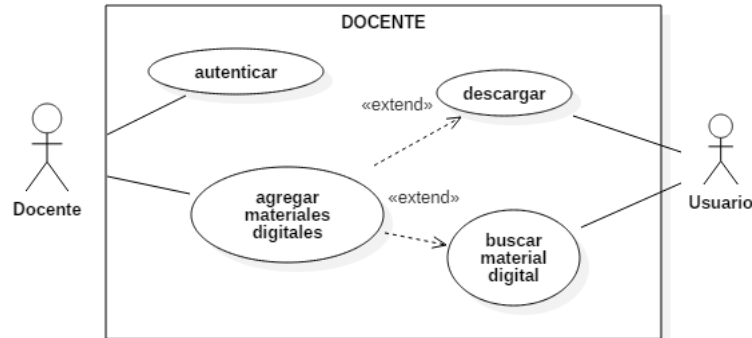 DOCENTE
autenticar
«extend»
descargar
Docente
agregar
materiales
digitales
«extend»
buscar
material
digital
Usuario